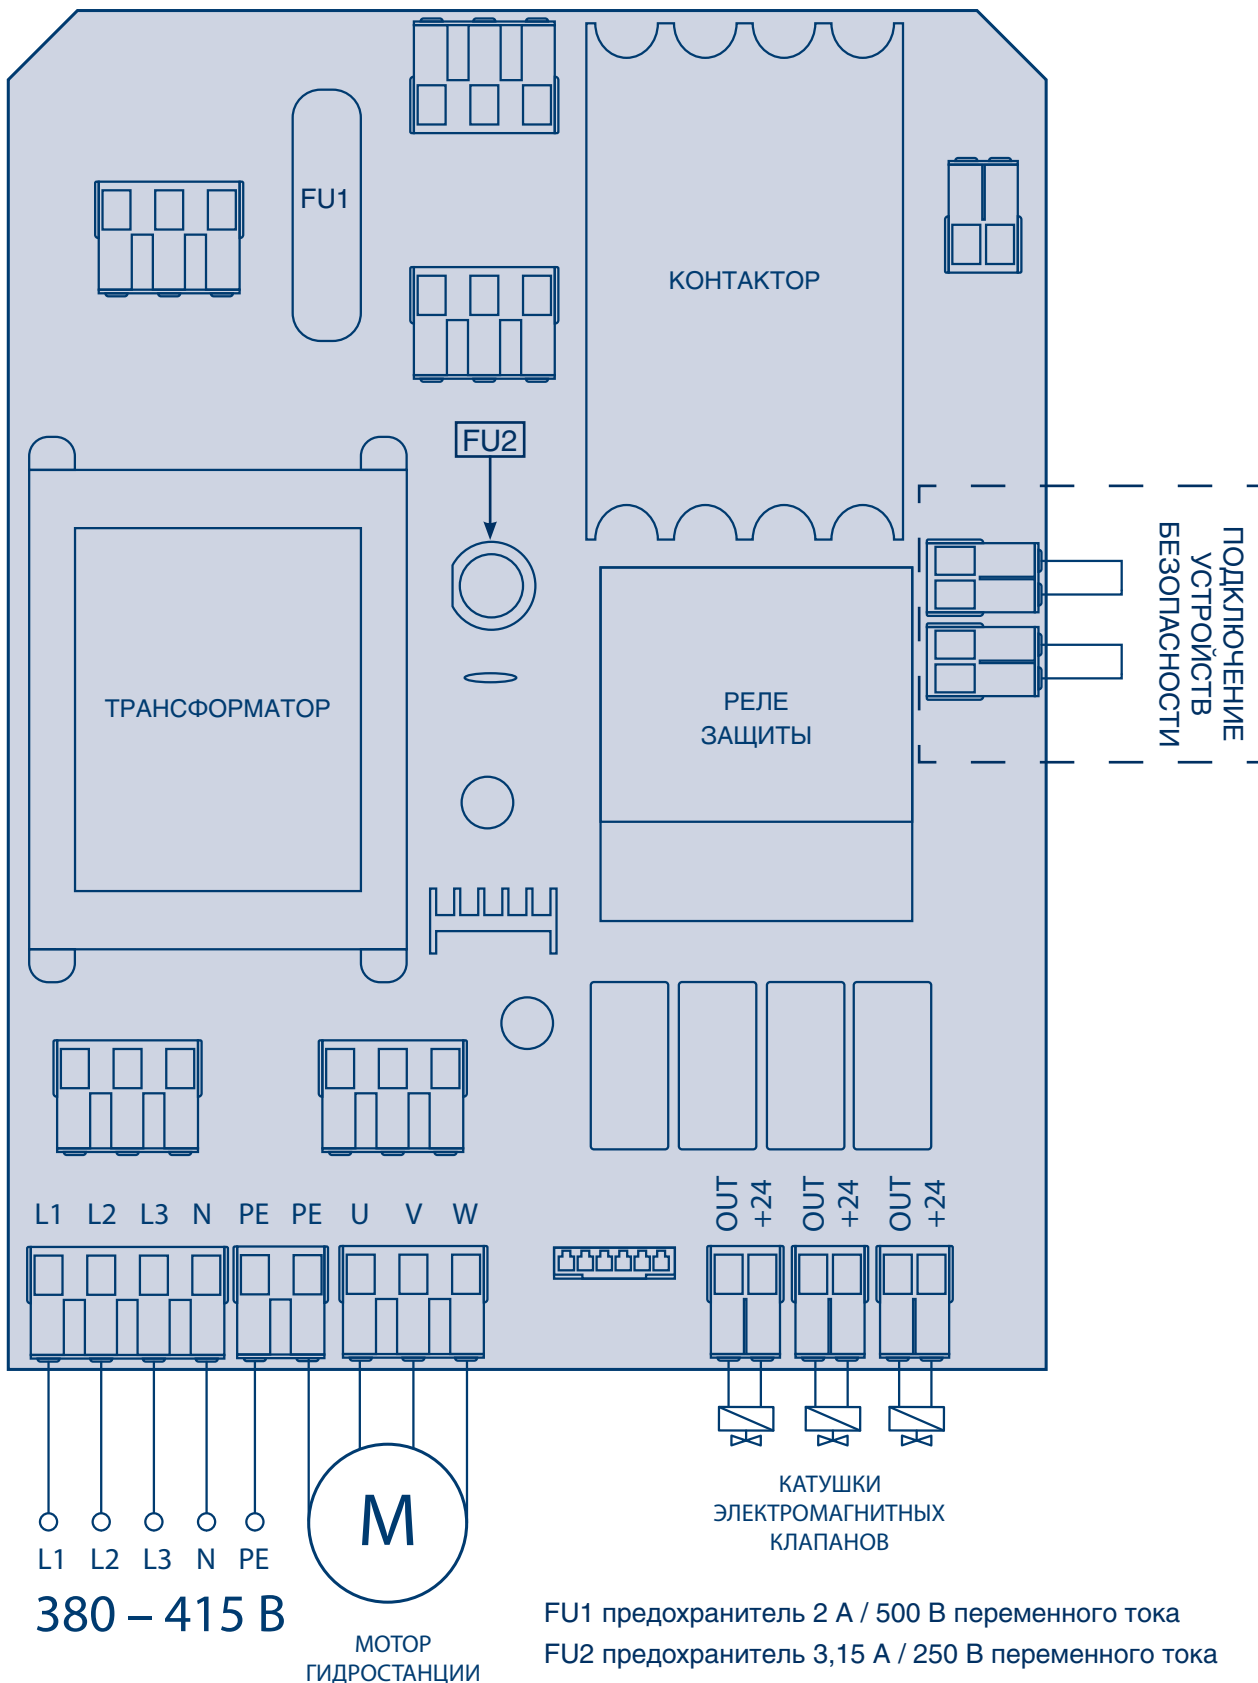 FU1
КОНТАКТОР
FU2
ПОДКЛЮЧЕНИЕ
УСТРОЙСТВ
БЕЗОПАСНОСТИ
ТРАНСФОРМАТОР
РЕЛЕ
ЗАЩИТЫ
L1 L2 L3 N PE PE U V W
OUT
+24
OUT
+24
OUT
+24
L1 L2 L3 N PE
380 – 415 В
M
МОТОР
ГИДРОСТАНЦИИ
КАТУШКИ
ЭЛЕКТРОМАГНИТНЫХ
КЛАПАНОВ
FU1 предохранитель 2 А / 500 В переменного тока
FU2 предохранитель 3,15 А / 250 В переменного тока